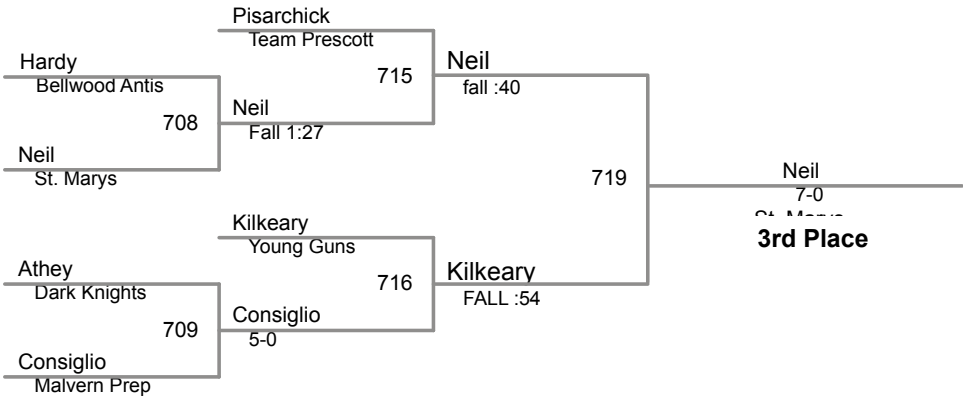 Pisarchick
Team Prescott
Hardy
Bellwood Antis
715
Neil
fall :40
708
Neil
Fall 1:27
Neil
St. Marys
719
Neil
7-0
3rd Place
Kilkeary
Young Guns
Athey
Dark Knights
716
Kilkeary
FALL :54
709
Consiglio
5-0
Consiglio
Malvern Prep